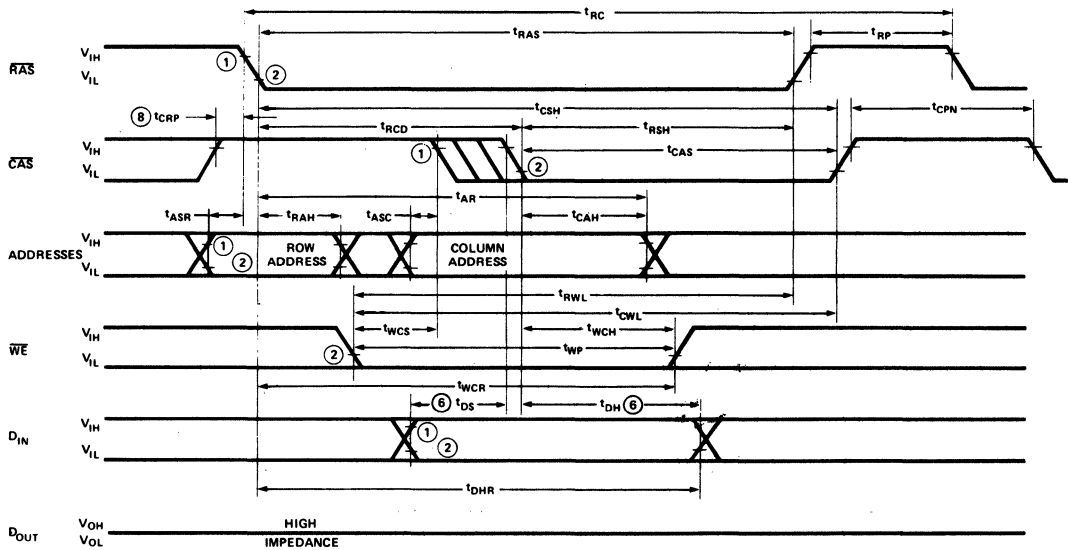 tRC
tRAS
tRP
RAS
VIH
VIL
1
2
tCSH
tCPN
8 tCRP
tRCD
tRSH
CAS
VIH
VIL
1
2
tCAS
tAR
tASR
tRAH
tASC
tCAH
ADDRESSES
VIH
VIL
1
2
ROW
ADDRESS
COLUMN
ADDRESS
tRWL
tCWL
WE
VIH
VIL
2
tWCS
tWCH
tWP
tWCR
6 tDS
tDH 6
DIN
VIH
VIL
1
2
tDHR
DOUT
VOH
VOL
HIGH
IMPEDANCE